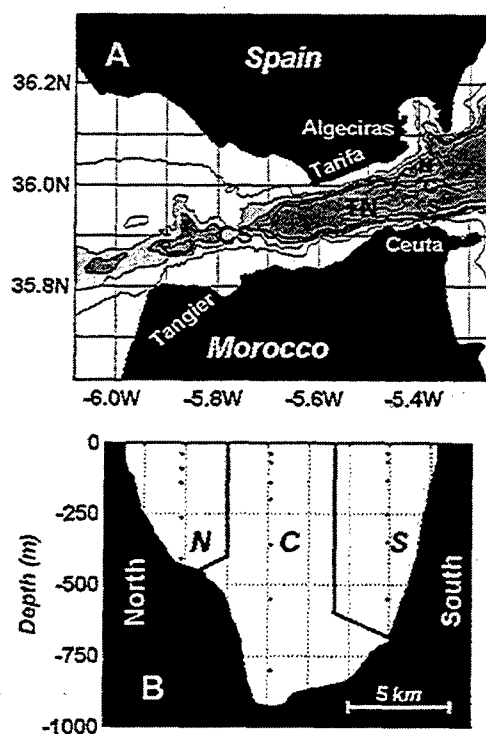 A
Spain
36.2N
Algeciras
Tarifa
36.0N
TN
Ceuta
35.8N
Tangier
Morocco
-6.0W -5.8W -5.6W -5.4W
0
-250
-500
-750
-1000
Depth (m)
North
N
C
S
South
B
5 km